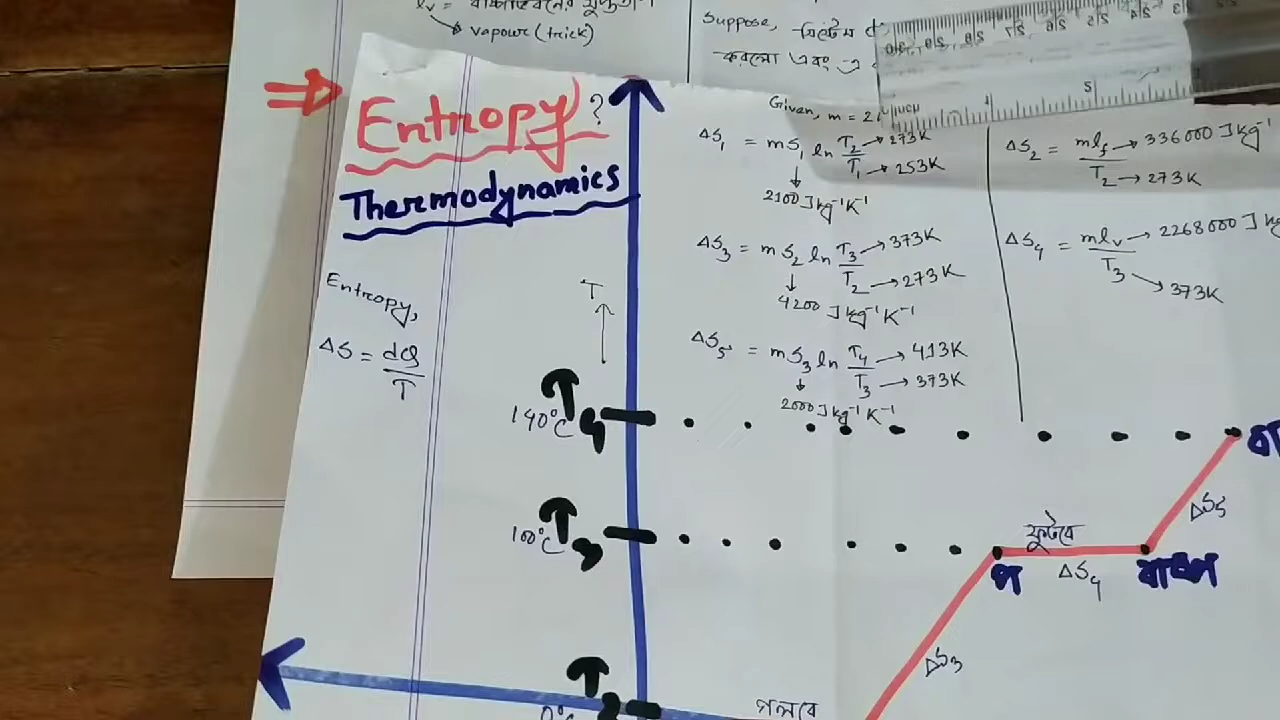 vapour (trick)
Suppose,
করলো এবং
Entropy ?
Thermodynamics
Entropy,
ΔS = dQ/T
Given, m = 2
ΔS₁ = mS₁ ln T₂/T₁
→ 273K
→ 253K
2100 J kg⁻¹ K⁻¹
ΔS₃ = mS₂ ln T₃/T₂
→ 373K
→ 273K
4200 J kg⁻¹ K⁻¹
ΔS₅ = mS₃ ln T₄/T₃
→ 413K
→ 373K
2000 J kg⁻¹ K⁻¹
ΔS₂ = mlf/T₂
→ 336000 J kg⁻¹
→ 273K
ΔS₄ = mlv/T₃
→ 2268000 J
→ 373K
T
140°C T₄
100°C T₃
ফুটবে
প
ΔS₄
বাষ্প
ΔS₅
ΔS₃
গলবে